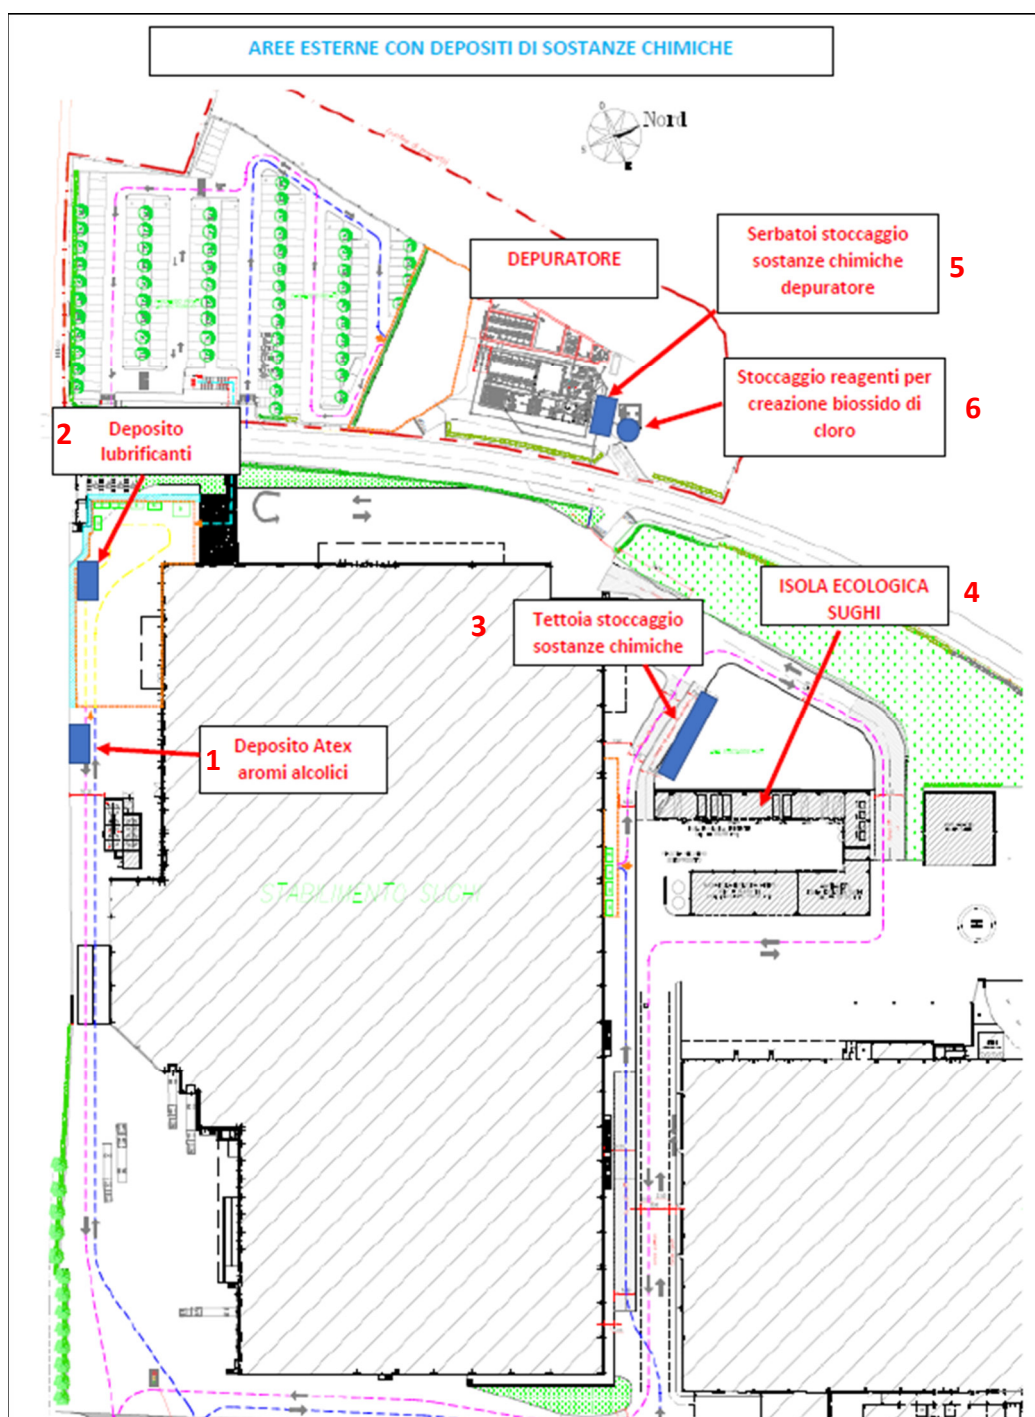 AREE ESTERNE CON DEPOSITI DI SOSTANZE CHIMICHE
Nord
DEPURATORE
Serbatoi stoccaggio
sostanze chimiche
depuratore
5
Stoccaggio reagenti per
creazione biossido di
cloro
6
2
Deposito
lubrificanti
ISOLA ECOLOGICA
SUGHI
4
3
Tettoia stoccaggio
sostanze chimiche
1
Deposito Atex
aromi alcolici
STABILIMENTO SUGHI
H